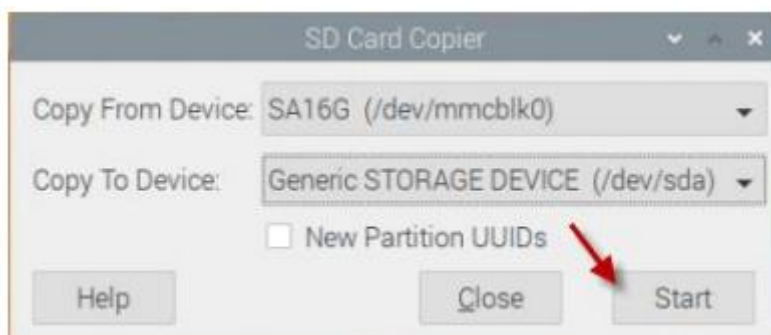 SD Card Copier
Copy From Device: SA16G (/dev/mmcblk0)
Copy To Device: Generic STORAGE DEVICE (/dev/sda)
New Partition UUIDs
Help Close Start